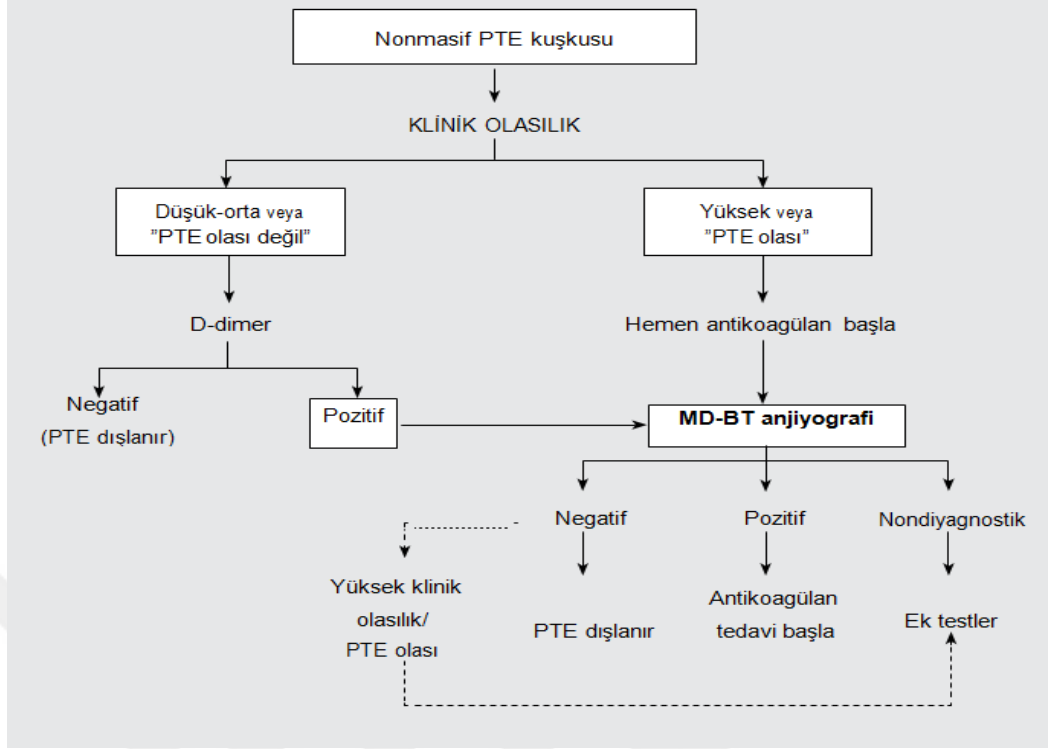 Nonmasif PTE kuşkusu
KLİNİK OLASILIK
Düşük-orta veya
”PTE olası değil”
Yüksek veya
”PTE olası”
D-dimer
Hemen antikoagülan başla
Negatif
(PTE dışlanır)
Pozitif
MD-BT anjiyografi
Negatif
Pozitif
Nondiyagnostik
Yüksek klinik
olasılık/
PTE olası
PTE dışlanır
Antikoagülan
tedavi başla
Ek testler